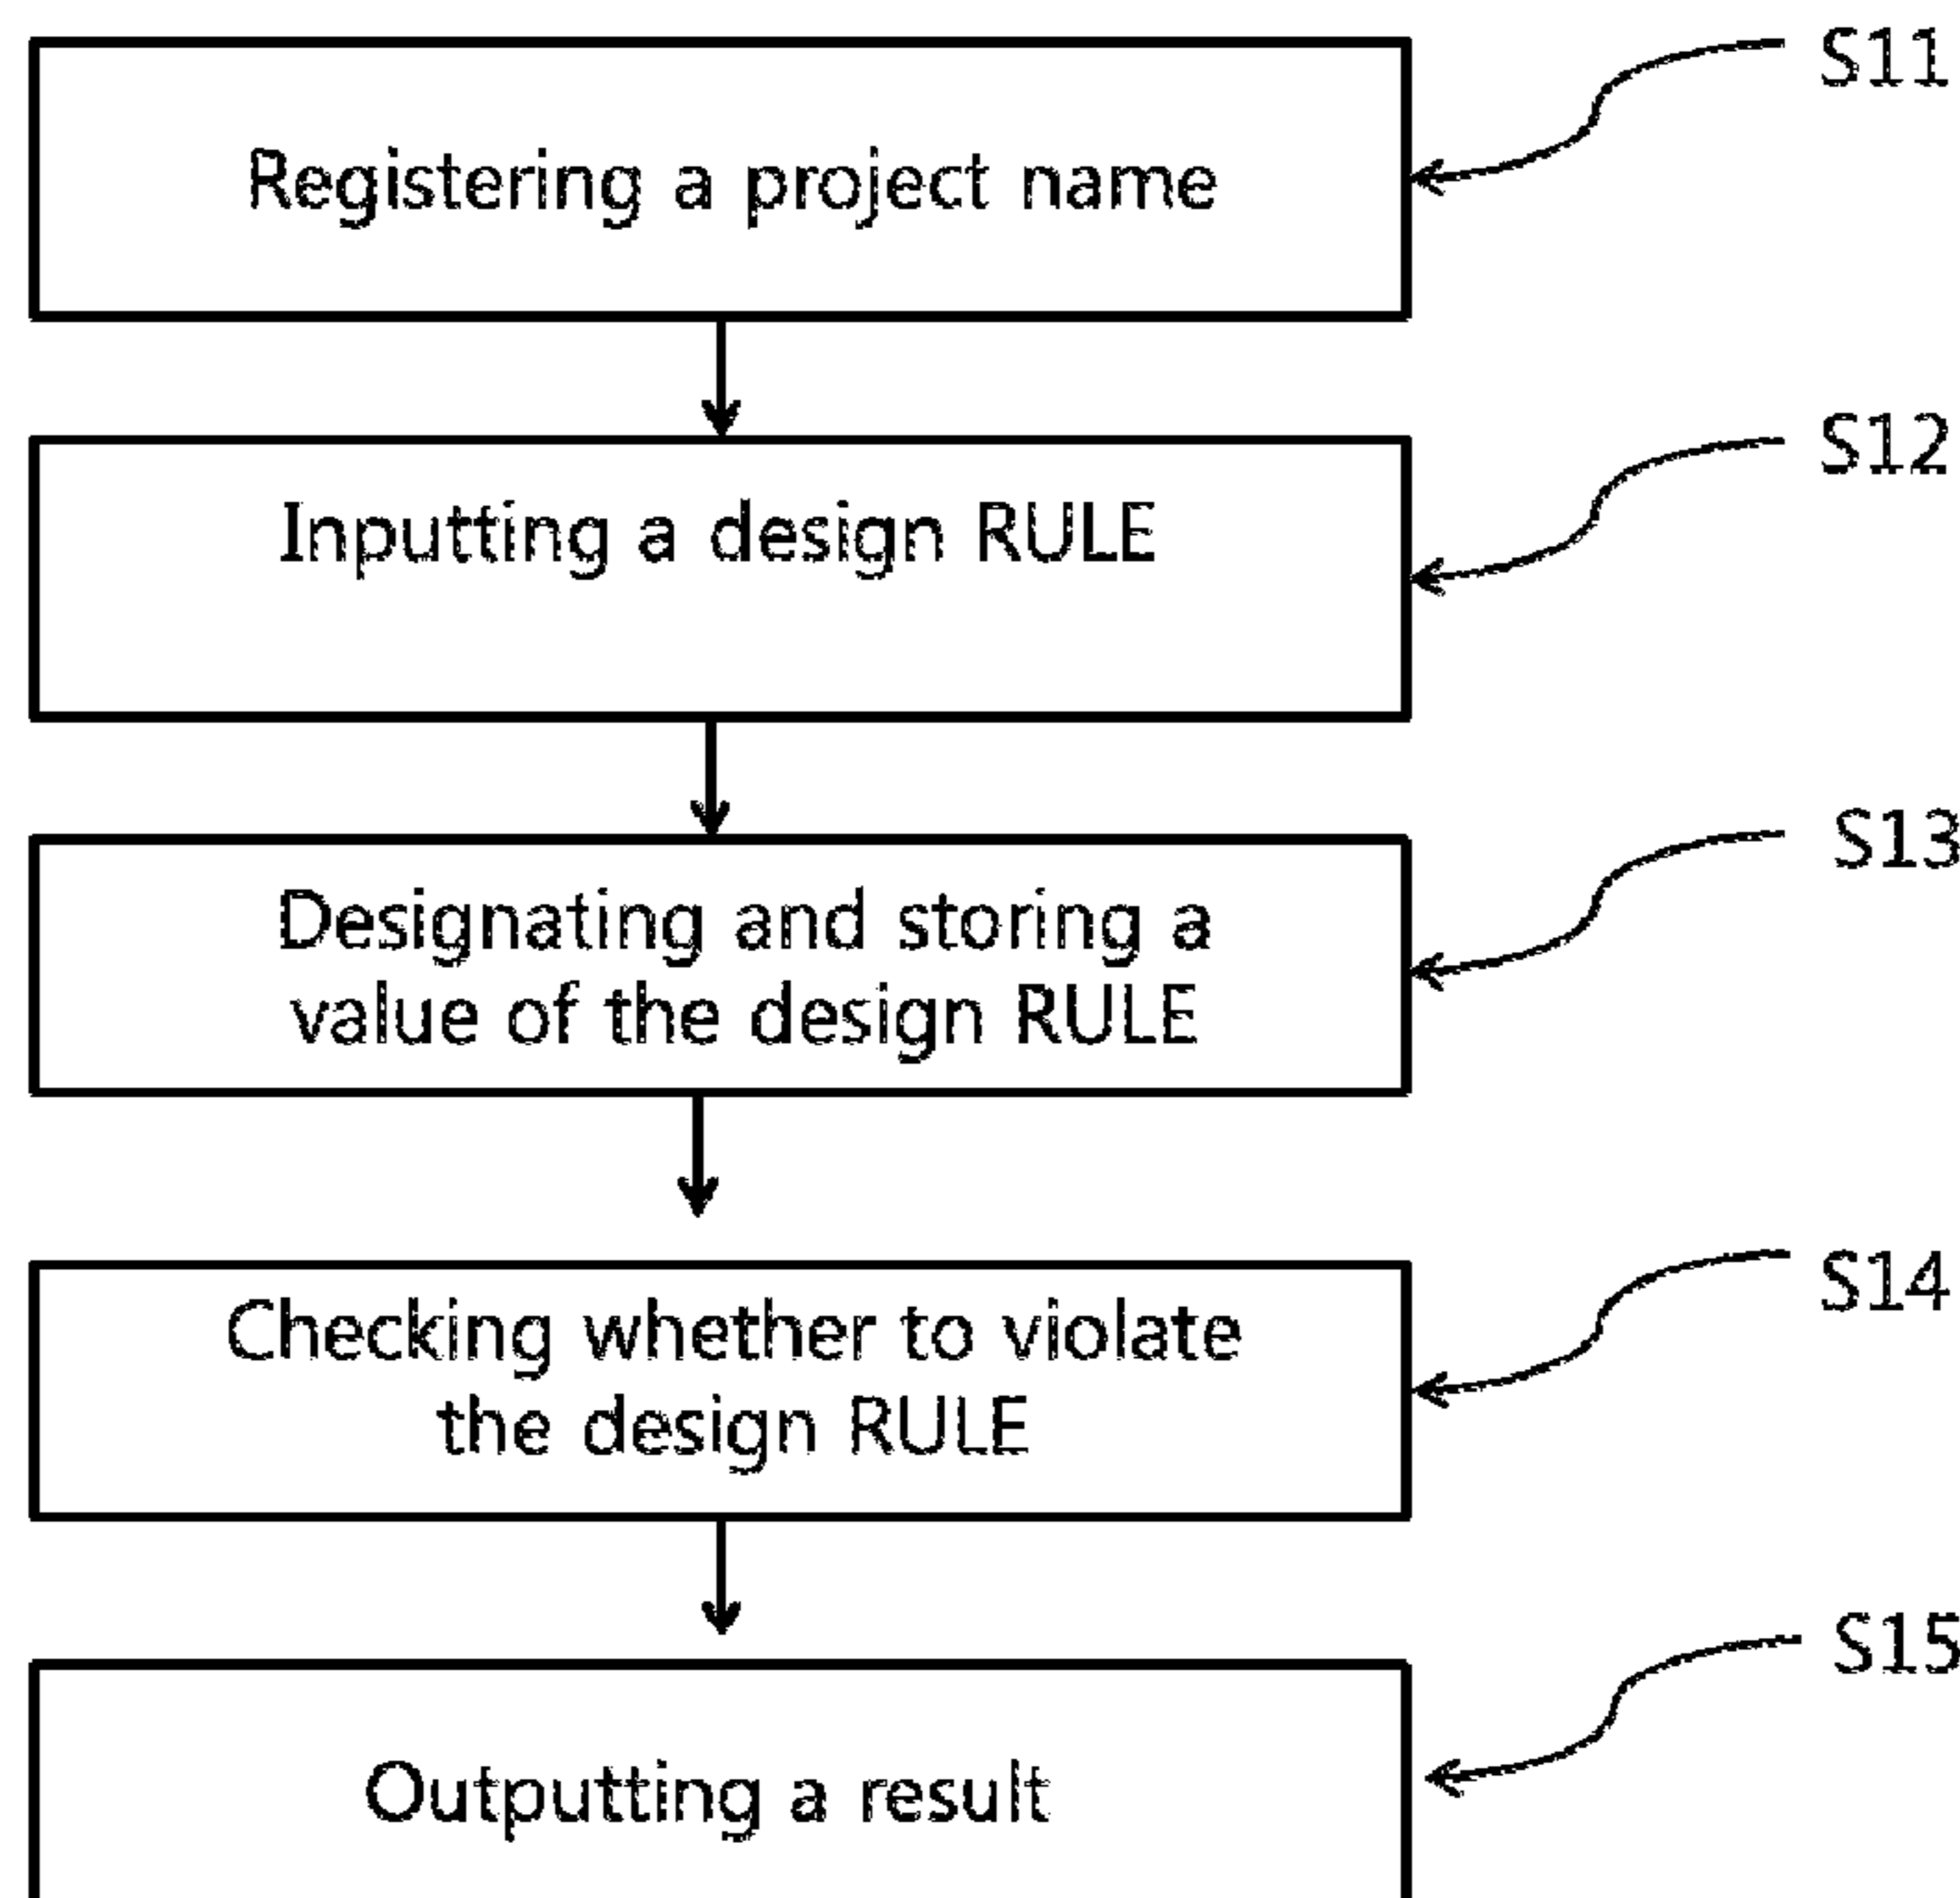 S11
Registering a project name
S12
Inputting a design RULE
S13
Designating and storing a
value of the design RULE
S14
Checking whether to violate
the design RULE
S15
Outputting a result